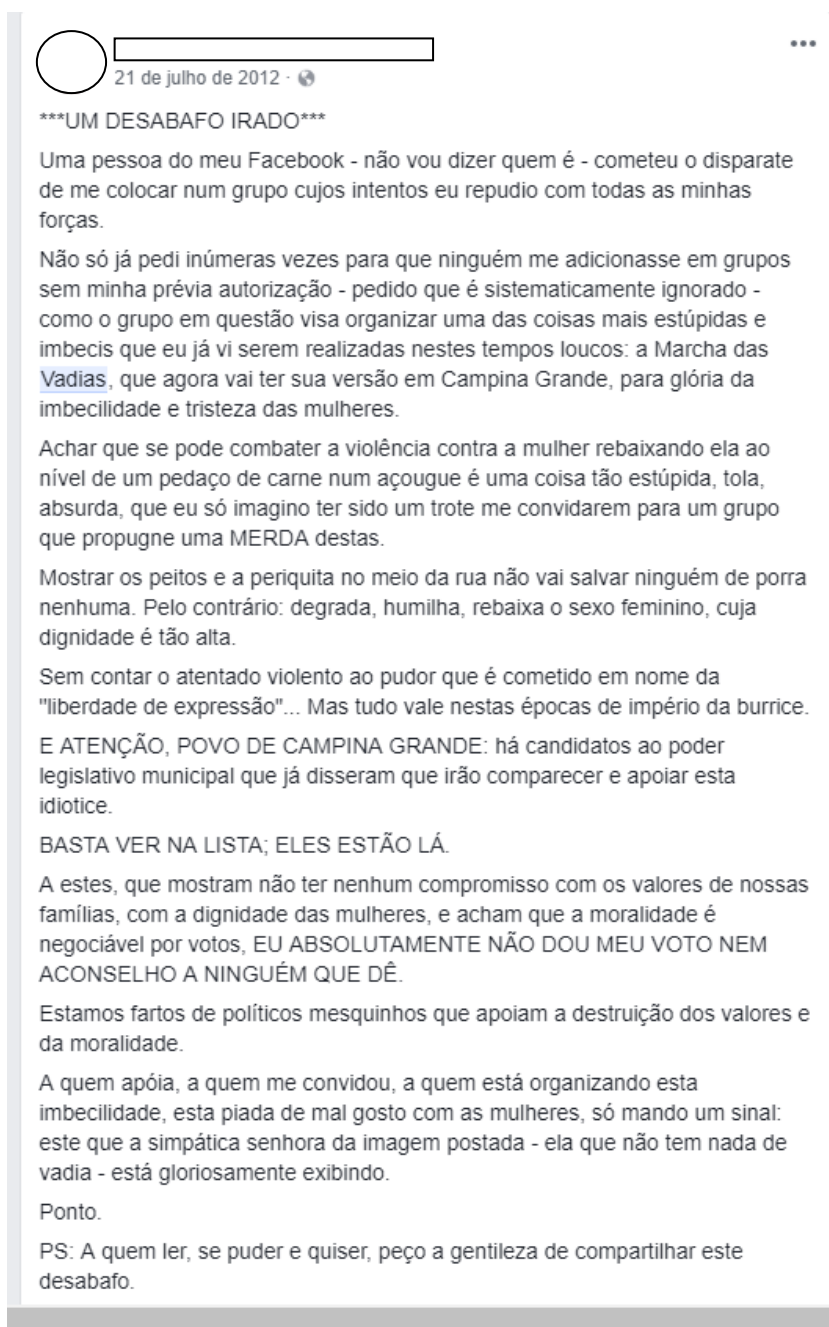 21 de julho de 2012 ·
***UM DESABAFO IRADO***
Uma pessoa do meu Facebook - não vou dizer quem é - cometeu o disparate
de me colocar num grupo cujos intentos eu repudio com todas as minhas
forças.
Não só já pedi inúmeras vezes para que ninguém me adicionasse em grupos
sem minha prévia autorização - pedido que é sistematicamente ignorado -
como o grupo em questão visa organizar uma das coisas mais estúpidas e
imbecis que eu já vi serem realizadas nestes tempos loucos: a Marcha das
Vadias, que agora vai ter sua versão em Campina Grande, para glória da
imbecilidade e tristeza das mulheres.
Achar que se pode combater a violência contra a mulher rebaixando ela ao
nível de um pedaço de carne num açougue é uma coisa tão estúpida, tola,
absurda, que eu só imagino ter sido um trote me convidarem para um grupo
que propugne uma MERDA destas.
Mostrar os peitos e a periquita no meio da rua não vai salvar ninguém de porra
nenhuma. Pelo contrário: degrada, humilha, rebaixa o sexo feminino, cuja
dignidade é tão alta.
Sem contar o atentado violento ao pudor que é cometido em nome da
"liberdade de expressão"... Mas tudo vale nestas épocas de império da burrice.
E ATENÇÃO, POVO DE CAMPINA GRANDE: há candidatos ao poder
legislativo municipal que já disseram que irão comparecer e apoiar esta
idiotice.
BASTA VER NA LISTA; ELES ESTÃO LÁ.
A estes, que mostram não ter nenhum compromisso com os valores de nossas
famílias, com a dignidade das mulheres, e acham que a moralidade é
negociável por votos, EU ABSOLUTAMENTE NÃO DOU MEU VOTO NEM
ACONSELHO A NINGUÉM QUE DÊ.
Estamos fartos de políticos mesquinhos que apoiam a destruição dos valores e
da moralidade.
A quem apóia, a quem me convidou, a quem está organizando esta
imbecilidade, esta piada de mal gosto com as mulheres, só mando um sinal:
este que a simpática senhora da imagem postada - ela que não tem nada de
vadia - está gloriosamente exibindo.
Ponto.
PS: A quem ler, se puder e quiser, peço a gentileza de compartilhar este
desabafo.